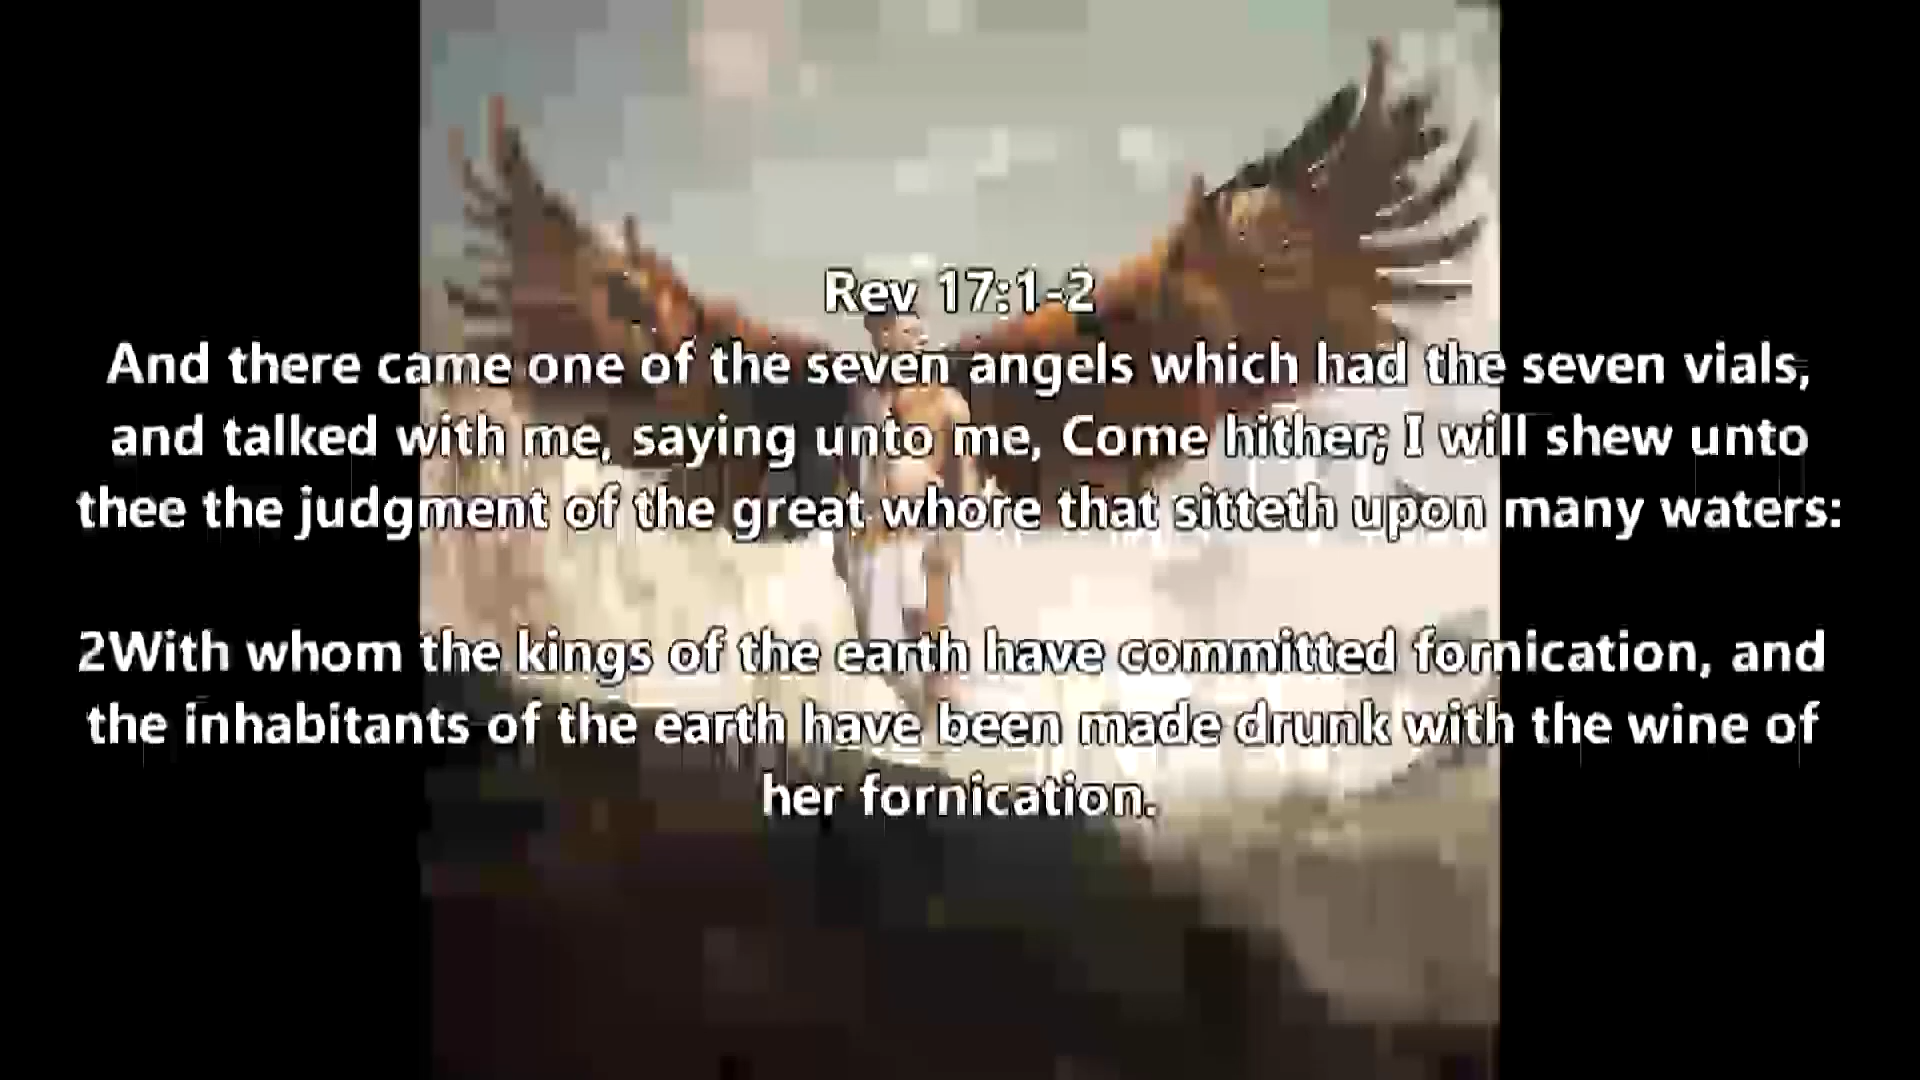 Rev 17:1-2
And there came one of the seven angels which had the seven vials,
and talked with me, saying unto me, Come hither; I will shew unto
thee the judgment of the great whore that sitteth upon many waters:
2With whom the kings of the earth have committed fornication, and
the inhabitants of the earth have been made drunk with the wine of
her fornication.